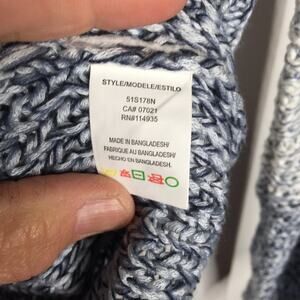 STYLE/MODELE/ESTILO
51S178N
CA# 07021
RN#114935
MADE IN BANGLADESH/
FABRIQUE AU BANGLADESH/
HECHO EN BANGLADESH.